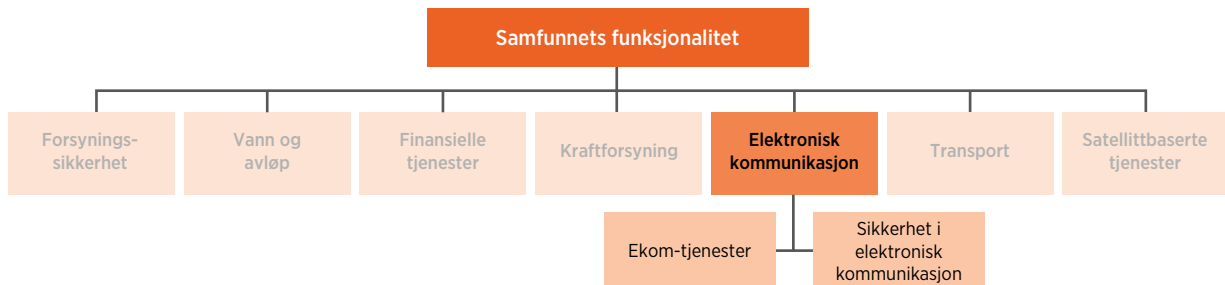 Samfunnets funksjonalitet
Forsynings-
sikkerhet
Vann og
avløp
Finansielle
tjenester
Kraftforsyning
Elektronisk
kommunikasjon
Transport
Satellittbaserte
tjenester
Ekom-tjenester
Sikkerhet i
elektronisk
kommunikasjon